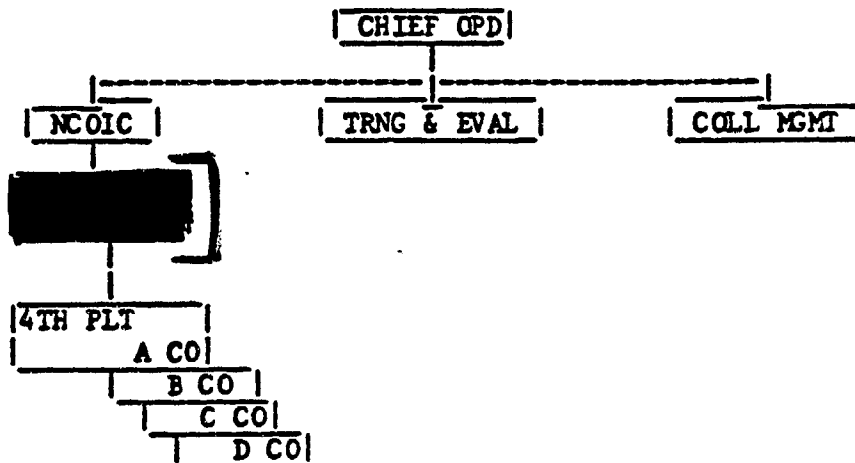 CHIEF OPD
NCOIC TRNG & EVAL COLL MGMT
4TH PLT
A CO
B CO
C CO
D CO